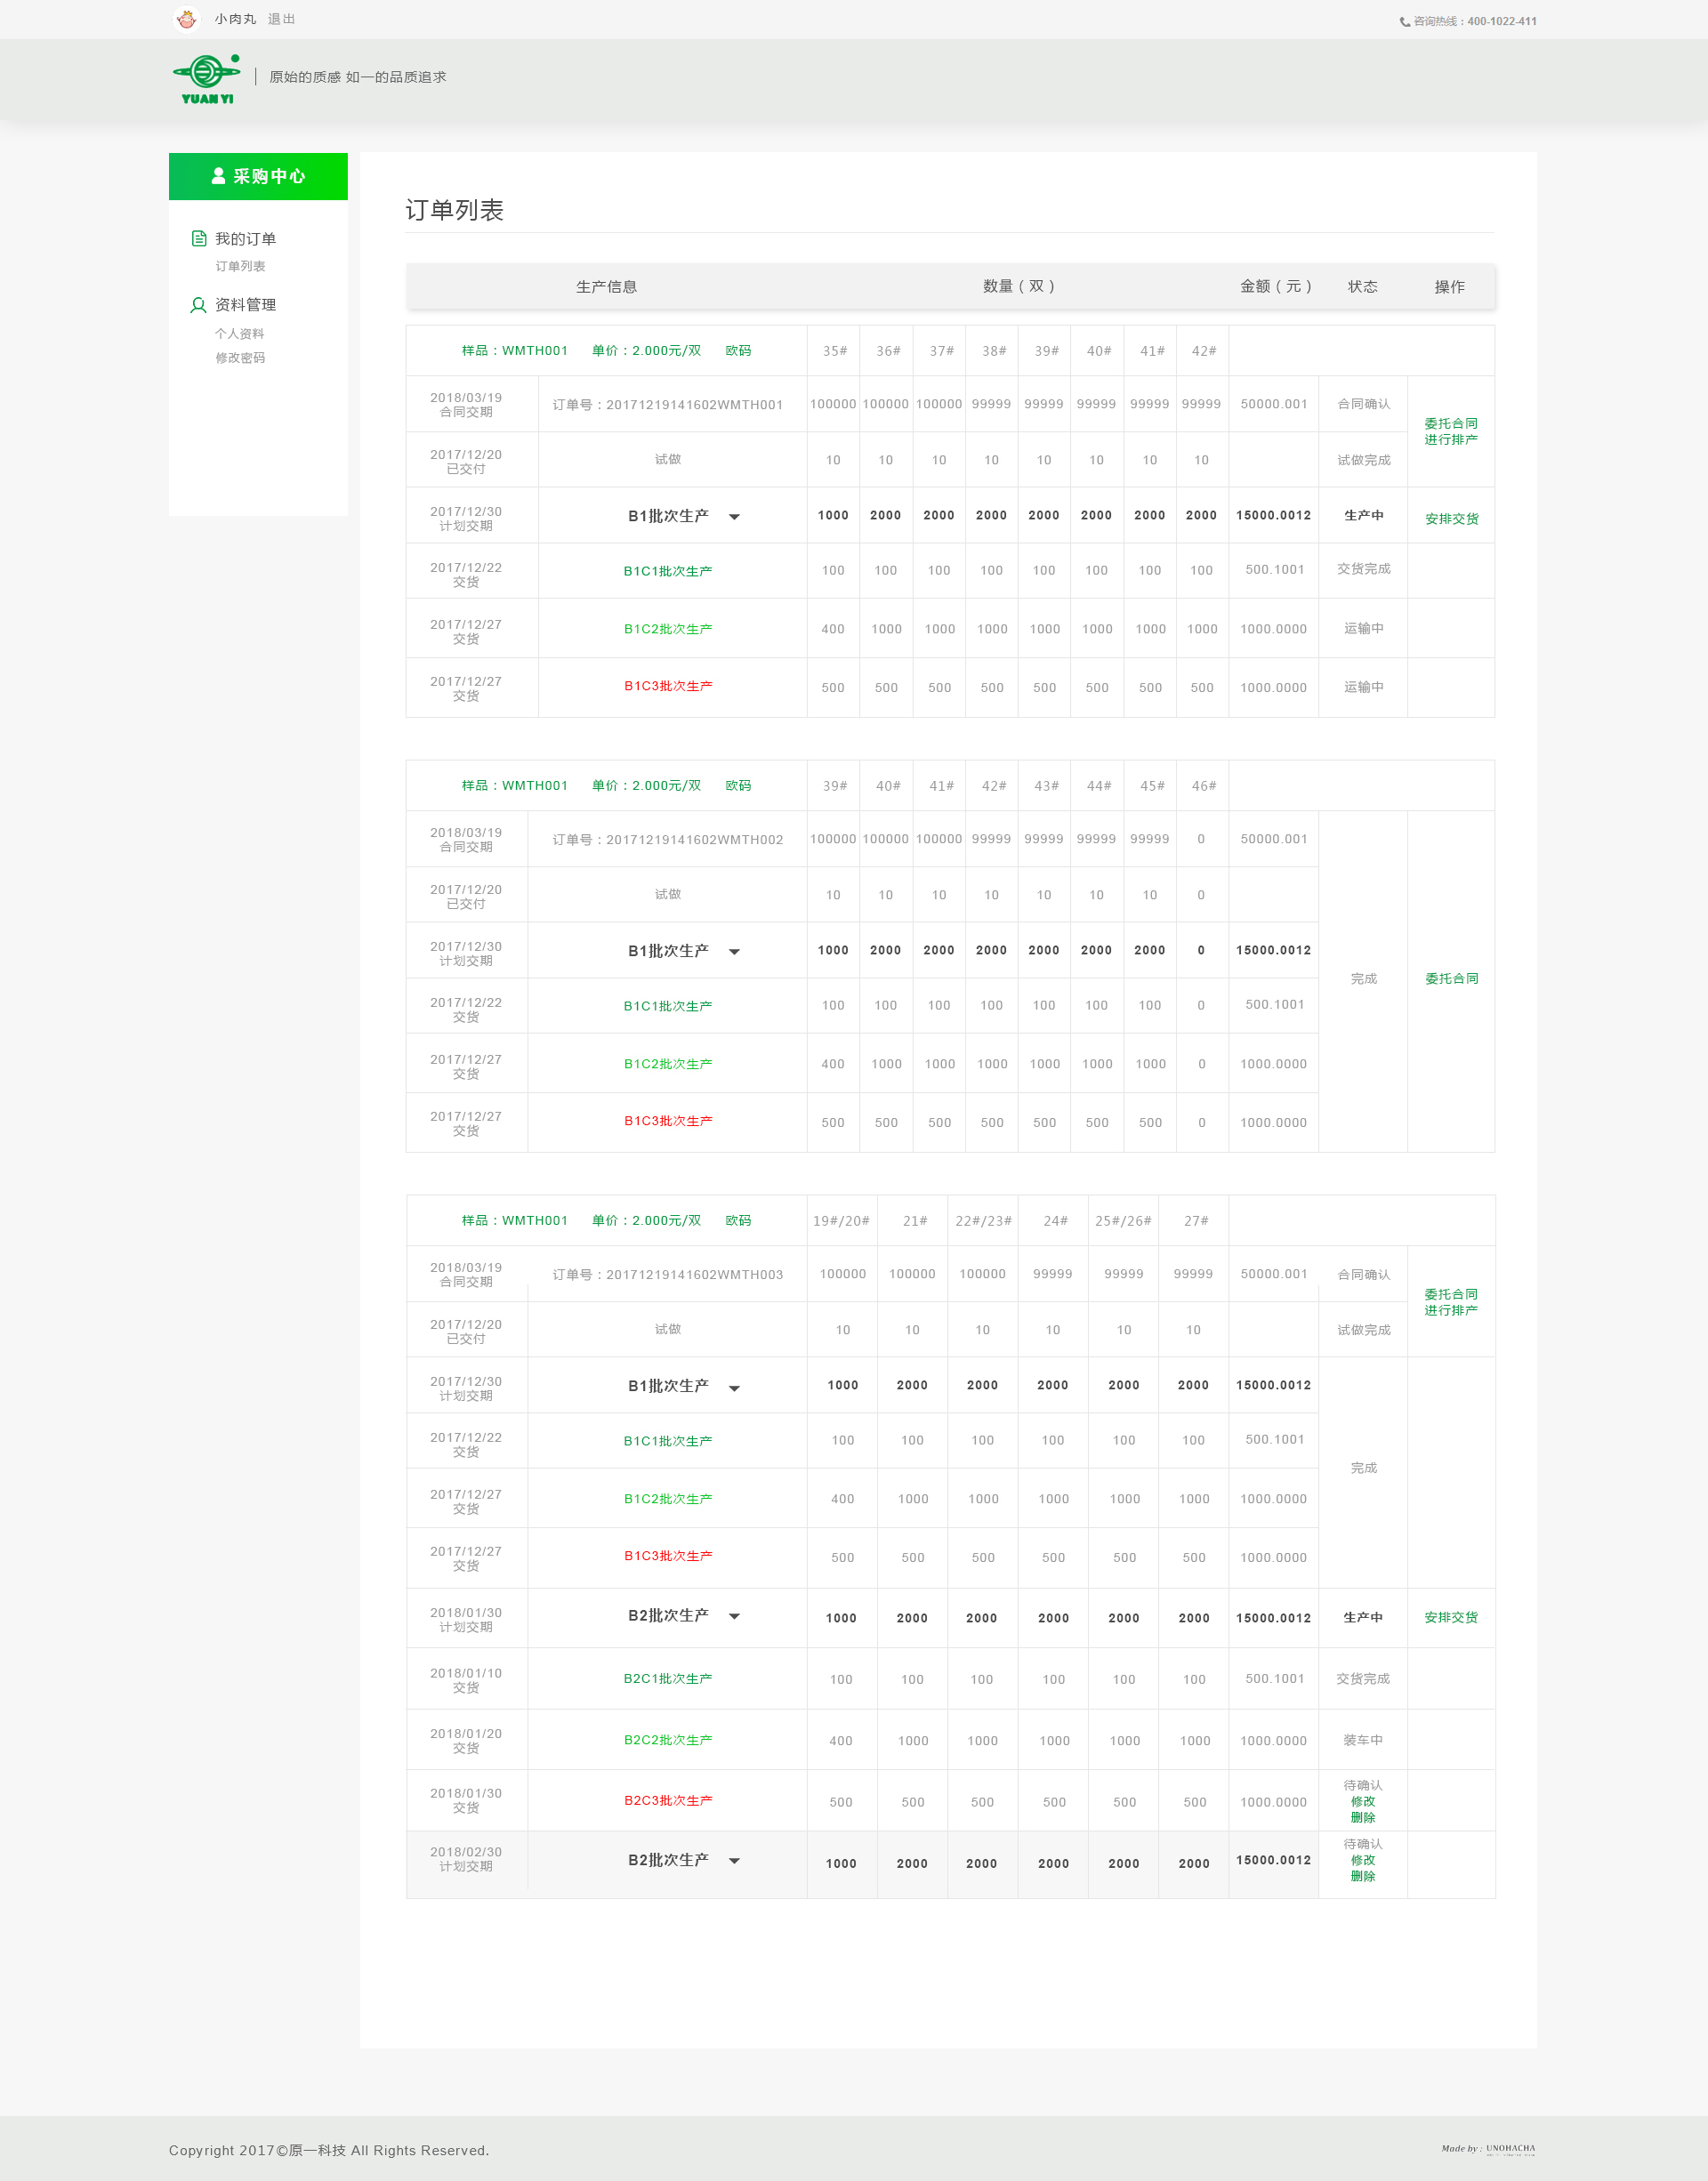 小肉丸 退出
咨询热线：400-1022-411
YUAN YI
原始的质感 如一的品质追求
采购中心
我的订单
订单列表
资料管理
个人资料
修改密码
订单列表
生产信息 数量（双） 金额（元） 状态 操作
样品：WMTH001 单价：2.000元/双 欧码 35# 36# 37# 38# 39# 40# 41# 42#
2018/03/19 合同交期 订单号：20171219141602WMTH001 100000 100000 100000 99999 99999 99999 99999 99999 50000.001 合同确认
委托合同
进行排产
2017/12/20 已交付 试做 10 10 10 10 10 10 10 10 试做完成
2017/12/30 计划交期 B1批次生产 1000 2000 2000 2000 2000 2000 2000 2000 15000.0012 生产中 安排交货
2017/12/22 交货 B1C1批次生产 100 100 100 100 100 100 100 100 500.1001 交货完成
2017/12/27 交货 B1C2批次生产 400 1000 1000 1000 1000 1000 1000 1000 1000.0000 运输中
2017/12/27 交货 B1C3批次生产 500 500 500 500 500 500 500 500 1000.0000 运输中
样品：WMTH001 单价：2.000元/双 欧码 39# 40# 41# 42# 43# 44# 45# 46#
2018/03/19 合同交期 订单号：20171219141602WMTH002 100000 100000 100000 99999 99999 99999 99999 0 50000.001
2017/12/20 已交付 试做 10 10 10 10 10 10 10 0
2017/12/30 计划交期 B1批次生产 1000 2000 2000 2000 2000 2000 2000 0 15000.0012
完成 委托合同
2017/12/22 交货 B1C1批次生产 100 100 100 100 100 100 100 0 500.1001
2017/12/27 交货 B1C2批次生产 400 1000 1000 1000 1000 1000 1000 0 1000.0000
2017/12/27 交货 B1C3批次生产 500 500 500 500 500 500 500 0 1000.0000
样品：WMTH001 单价：2.000元/双 欧码 19#/20# 21# 22#/23# 24# 25#/26# 27#
2018/03/19 合同交期 订单号：20171219141602WMTH003 100000 100000 100000 99999 99999 99999 50000.001 合同确认
委托合同
进行排产
2017/12/20 已交付 试做 10 10 10 10 10 10 试做完成
2017/12/30 计划交期 B1批次生产 1000 2000 2000 2000 2000 2000 15000.0012
2017/12/22 交货 B1C1批次生产 100 100 100 100 100 100 500.1001
完成
2017/12/27 交货 B1C2批次生产 400 1000 1000 1000 1000 1000 1000.0000
2017/12/27 交货 B1C3批次生产 500 500 500 500 500 500 1000.0000
2018/01/30 计划交期 B2批次生产 1000 2000 2000 2000 2000 2000 15000.0012 生产中 安排交货
2018/01/10 交货 B2C1批次生产 100 100 100 100 100 100 500.1001 交货完成
2018/01/20 交货 B2C2批次生产 400 1000 1000 1000 1000 1000 1000.0000 装车中
2018/01/30 交货 B2C3批次生产 500 500 500 500 500 500 1000.0000 待确认 修改 删除
2018/02/30 计划交期 B2批次生产 1000 2000 2000 2000 2000 2000 15000.0012 待确认 修改 删除
Copyright 2017©原一科技 All Rights Reserved.
Made by : UNOHACHA